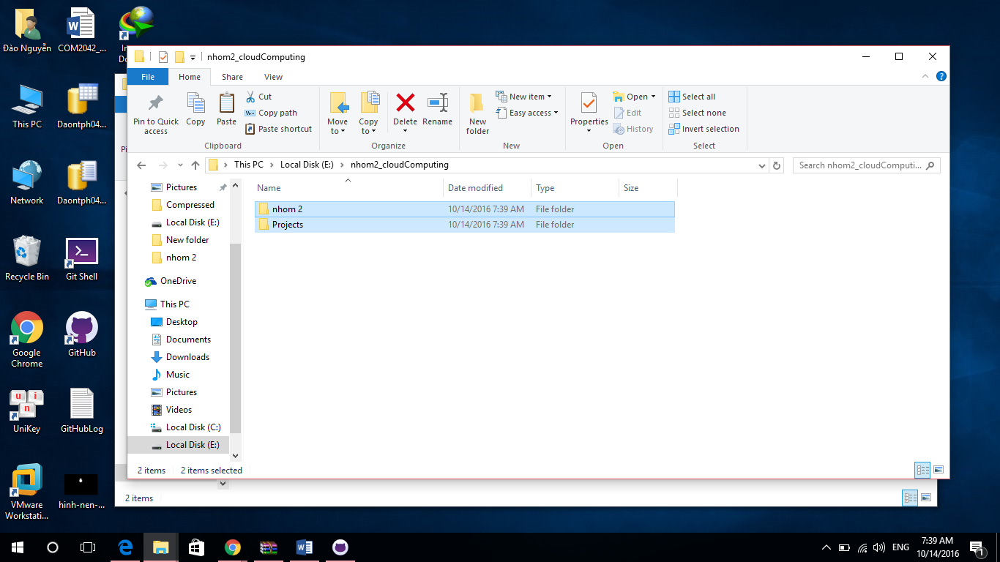 Đào Nguyễn
COM2042_...
In
Do
This PC
Daontph04...
Network
Daontph04...
Recycle Bin
Git Shell
Google
Chrome
GitHub
UniKey
GitHubLog
VMware
Workstati...
hinh-nen-...
nhom2_cloudComputing
File
Home
Share
View
Pin to Quick
access
Copy
Paste
Cut
Copy path
Paste shortcut
Clipboard
Move
to
Copy
to
Delete
Rename
Organize
New
folder
New item
Easy access
New
Properties
Open
Edit
History
Open
Select all
Select none
Invert selection
Select
This PC
Local Disk (E:)
nhom2_cloudComputing
Search nhom2_cloudComputi...
Pictures
Compressed
Local Disk (E:)
New folder
nhom 2
OneDrive
This PC
Desktop
Documents
Downloads
Music
Pictures
Videos
Local Disk (C:)
Local Disk (E:)
Name
Date modified
Type
Size
nhom 2
10/14/2016 7:39 AM
File folder
Projects
10/14/2016 7:39 AM
File folder
2 items
2 items selected
Pi
2 items
ENG
7:39 AM
10/14/2016
1